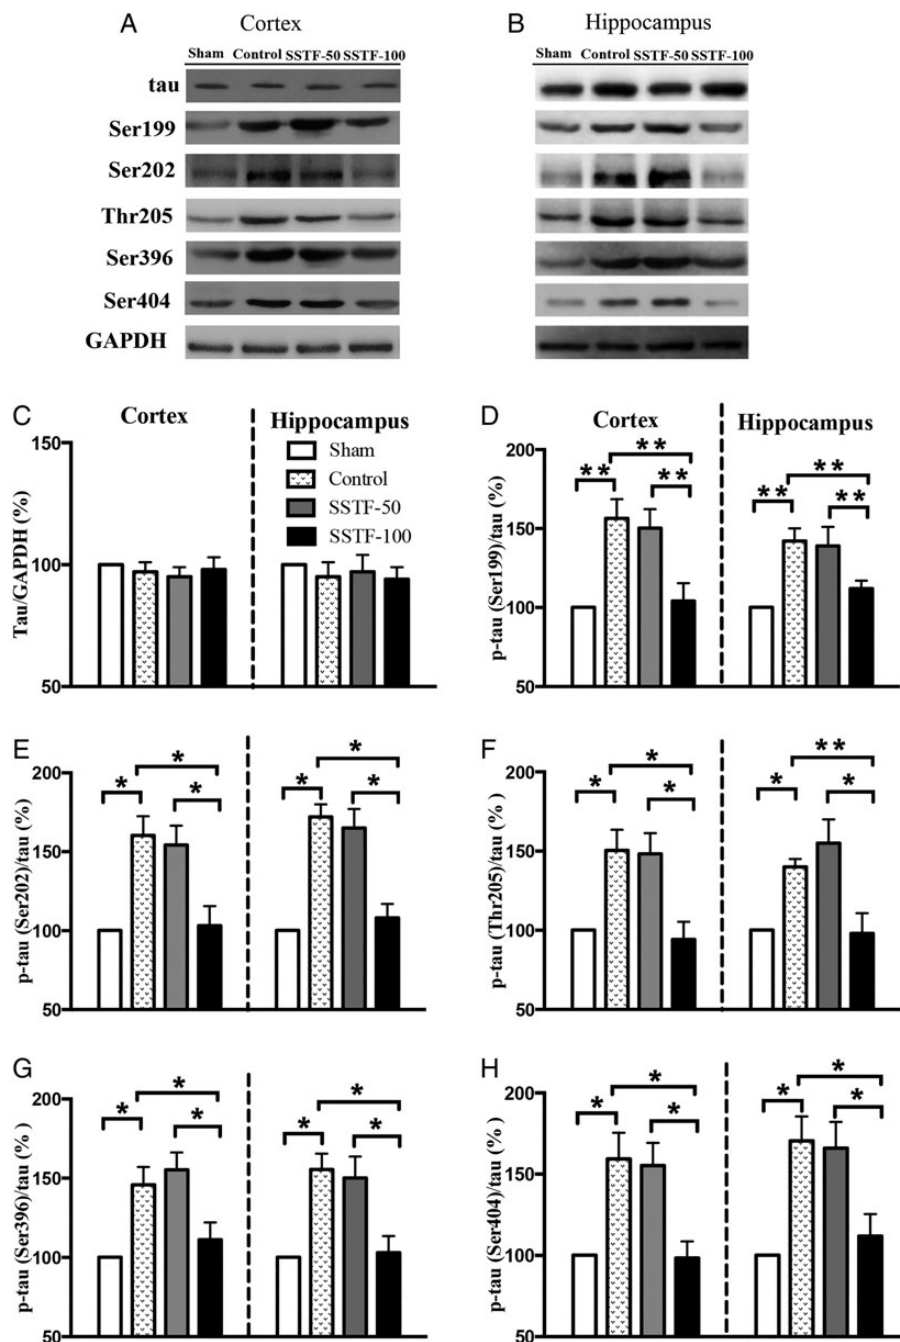 A Cortex
B Hippocampus
Sham Control SSTF-50 SSTF-100
Sham Control SSTF-50 SSTF-100
tau
Ser199
Ser202
Thr205
Ser396
Ser404
GAPDH
C Cortex Hippocampus
Tau/GAPDH (%)
150
100
50
Sham
Control
SSTF-50
SSTF-100
D Cortex Hippocampus
p-tau (Ser199)/tau (%)
200
150
100
50
** ** **
** ** **
E
p-tau (Ser202)/tau (%)
200
150
100
50
* * *
* * *
F
p-tau (Thr205)/tau (% )
200
150
100
50
* * *
* ** *
G
p-tau (Ser396)/tau (% )
200
150
100
50
* * *
* * *
H
p-tau (Ser404)/tau (% )
200
150
100
50
* * *
* * *